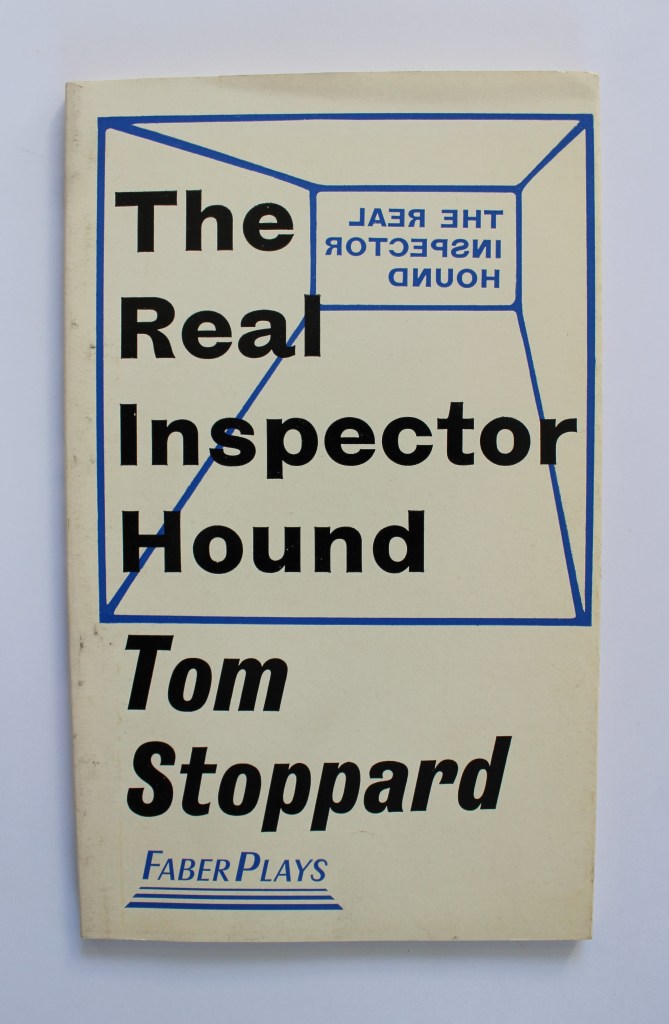 The
THE REAL
INSPECTOR
HOUND
Real
Inspector
Hound
Tom
Stoppard
FABER PLAYS